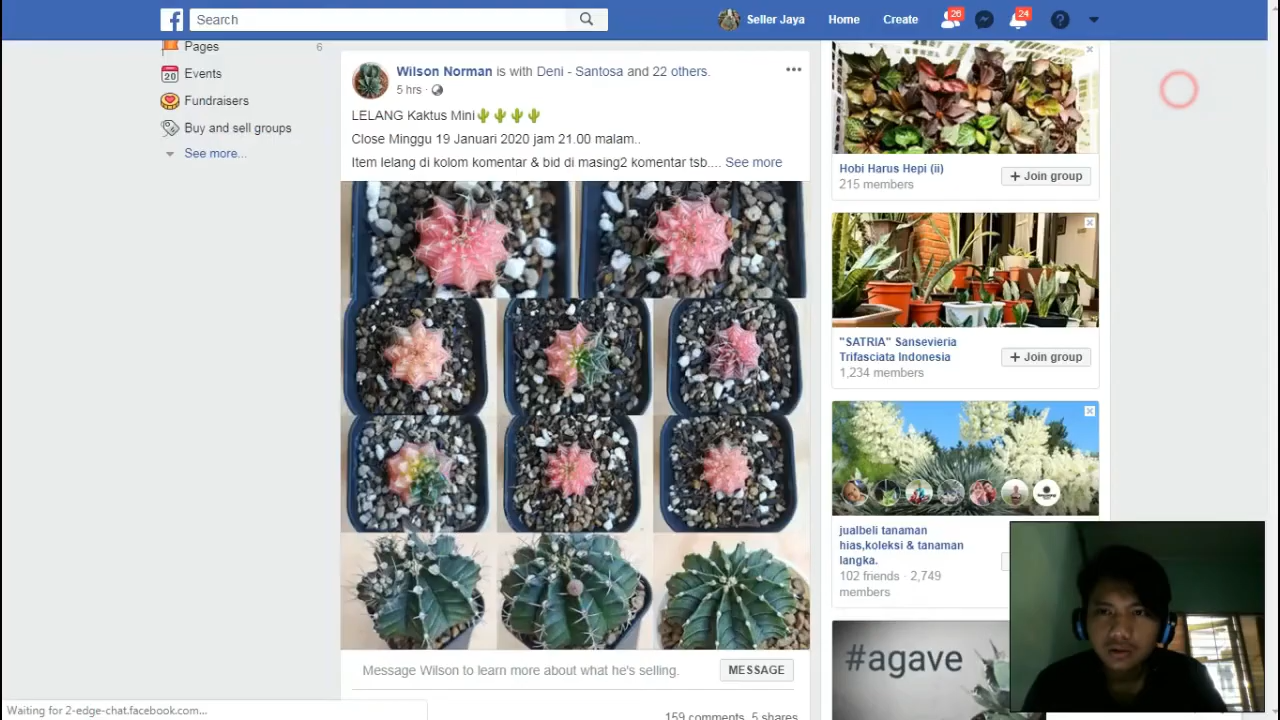 Search
Seller Jaya
Home
Create
26
24
Pages
6
20
Events
Fundraisers
Buy and sell groups
See more...
Wilson Norman is with Deni - Santosa and 22 others.
5 hrs ·
LELANG Kaktus Mini🌵🌵🌵🌵
Close Minggu 19 Januari 2020 jam 21.00 malam..
Item lelang di kolom komentar & bid di masing2 komentar tsb.... See more
Message Wilson to learn more about what he's selling.
MESSAGE
159 comments 5 shares
Hobi Harus Hepi (ii)
215 members
+ Join group
"SATRIA" Sansevieria
Trifasciata Indonesia
1,234 members
+ Join group
jualbeli tanaman
hias,koleksi & tanaman
langka.
102 friends · 2,749
members
#agave
Waiting for 2-edge-chat.facebook.com...